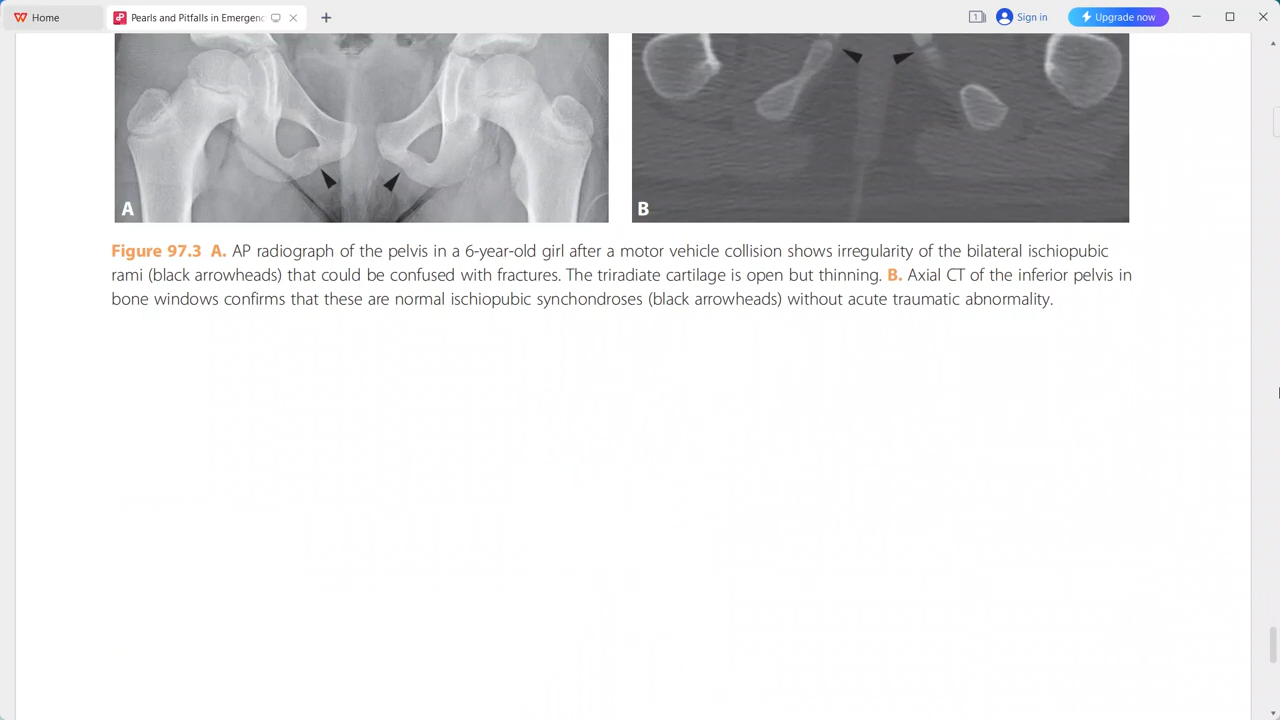 Home
Pearls and Pitfalls in Emergenc
1
Sign in
Upgrade now
A
B
Figure 97.3 A. AP radiograph of the pelvis in a 6-year-old girl after a motor vehicle collision shows irregularity of the bilateral ischiopubic
rami (black arrowheads) that could be confused with fractures. The triradiate cartilage is open but thinning. B. Axial CT of the inferior pelvis in
bone windows confirms that these are normal ischiopubic synchondroses (black arrowheads) without acute traumatic abnormality.